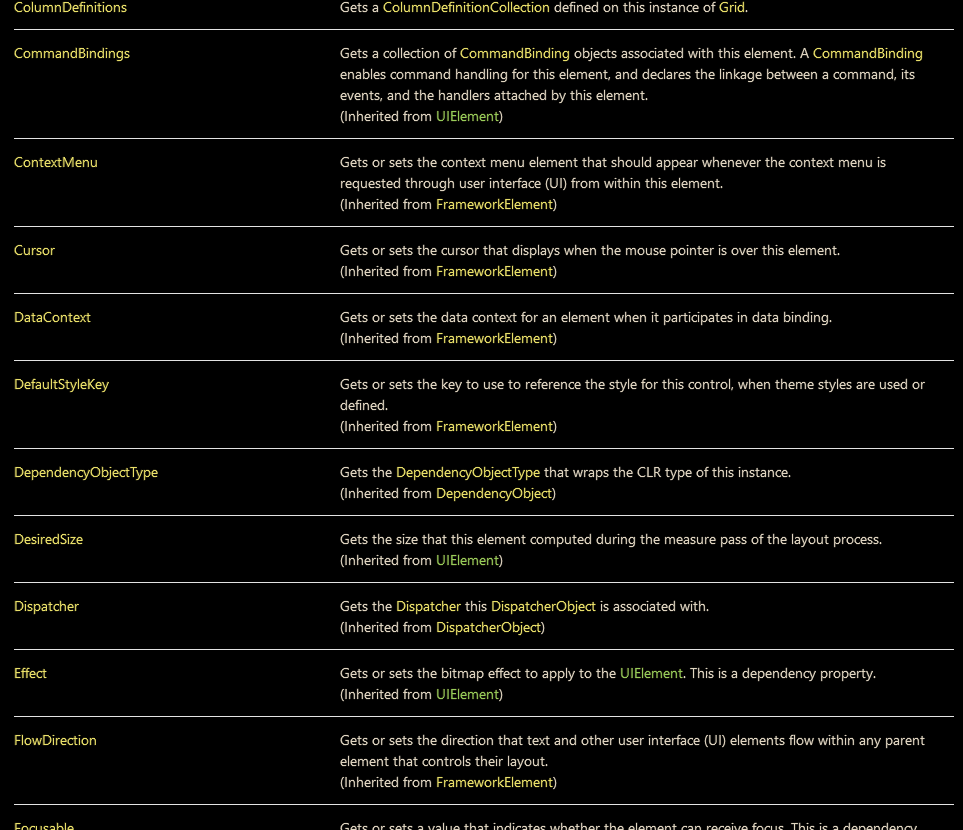 ColumnDefinitions Gets a ColumnDefinitionCollection defined on this instance of Grid.
CommandBindings Gets a collection of CommandBinding objects associated with this element. A CommandBinding
enables command handling for this element, and declares the linkage between a command, its
events, and the handlers attached by this element.
(Inherited from UIElement)
ContextMenu Gets or sets the context menu element that should appear whenever the context menu is
requested through user interface (UI) from within this element.
(Inherited from FrameworkElement)
Cursor Gets or sets the cursor that displays when the mouse pointer is over this element.
(Inherited from FrameworkElement)
DataContext Gets or sets the data context for an element when it participates in data binding.
(Inherited from FrameworkElement)
DefaultStyleKey Gets or sets the key to use to reference the style for this control, when theme styles are used or
defined.
(Inherited from FrameworkElement)
DependencyObjectType Gets the DependencyObjectType that wraps the CLR type of this instance.
(Inherited from DependencyObject)
DesiredSize Gets the size that this element computed during the measure pass of the layout process.
(Inherited from UIElement)
Dispatcher Gets the Dispatcher this DispatcherObject is associated with.
(Inherited from DispatcherObject)
Effect Gets or sets the bitmap effect to apply to the UIElement. This is a dependency property.
(Inherited from UIElement)
FlowDirection Gets or sets the direction that text and other user interface (UI) elements flow within any parent
element that controls their layout.
(Inherited from FrameworkElement)
Focusable Gets or sets a value that indicates whether the element can receive focus. This is a dependency